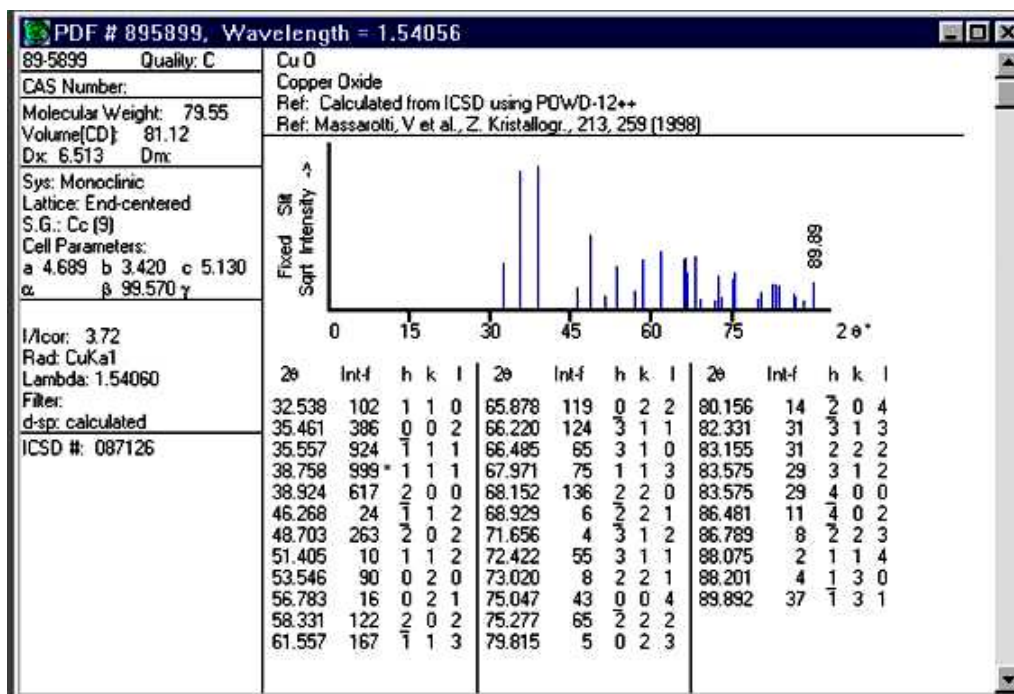 PDF # 895899, Wavelength = 1.54056
89-5899 Quality: C
CAS Number:
Molecular Weight: 79.55
Volume[CD]: 81.12
Dx: 6.513 Dm:
Sys: Monoclinic
Lattice: End-centered
S.G.: Cc (9)
Cell Parameters:
a 4.689 b 3.420 c 5.130
α β 99.570 γ
I/Icor: 3.72
Rad: CuKa1
Lambda: 1.54060
Filter:
d-sp: calculated
ICSD #: 087126
Cu O
Copper Oxide
Ref: Calculated from ICSD using POWD-12++
Ref: Massarotti, V et al., Z. Kristallogr., 213, 259 (1998)
Fixed Slit
Sqrt Intensity ->
89.89
0 15 30 45 60 75 2θ°
2θ Int-f h k l 2θ Int-f h k l 2θ Int-f h k l
32.538 102 1 1 0 65.878 119 0 2 2 80.156 14 2̅ 0 4
35.461 386 0 0 2 66.220 124 3̅ 1 1 82.331 31 3̅ 1 3
35.557 924 1̅ 1 1 66.485 65 3 1 0 83.155 31 2 2 2
38.758 999 * 1 1 1 67.971 75 1 1 3 83.575 29 3 1 2
38.924 617 2 0 0 68.152 136 2 2 0 83.575 29 4 0 0
46.268 24 1̅ 1 2 68.929 6 2̅ 2 1 86.481 11 4̅ 0 2
48.703 263 2̅ 0 2 71.656 4 3̅ 1 2 86.789 8 2̅ 2 3
51.405 10 1 1 2 72.422 55 3 1 1 88.075 2 1 1 4
53.546 90 0 2 0 73.020 8 2 2 1 88.201 4 1 3 0
56.783 16 0 2 1 75.047 43 0 0 4 89.892 37 1̅ 3 1
58.331 122 2 0 2 75.277 65 2̅ 2 2
61.557 167 1̅ 1 3 79.815 5 0 2 3